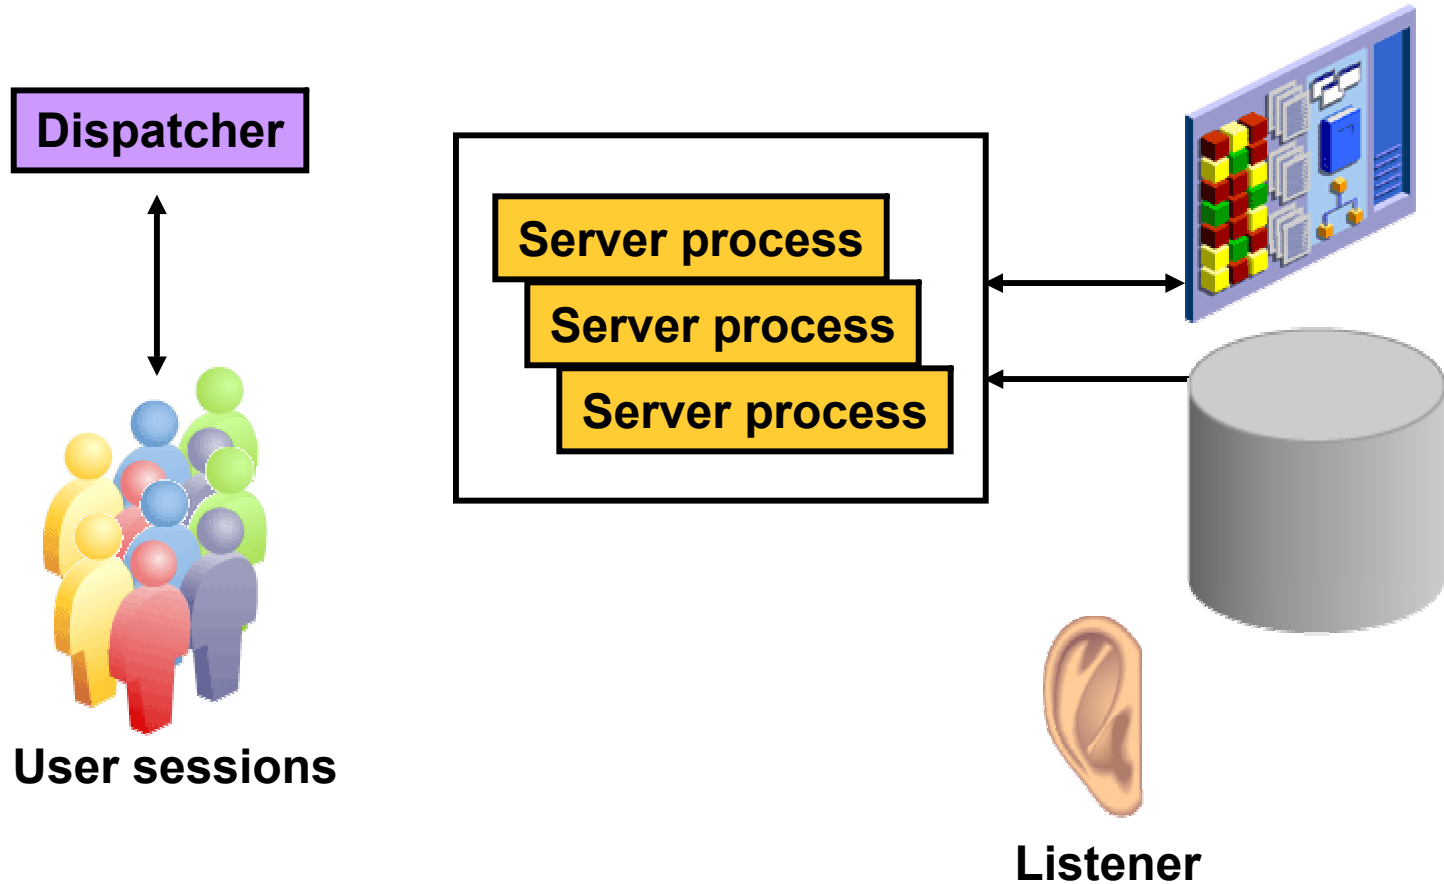 Dispatcher
Server process
Server process
Server process
User sessions
Listener